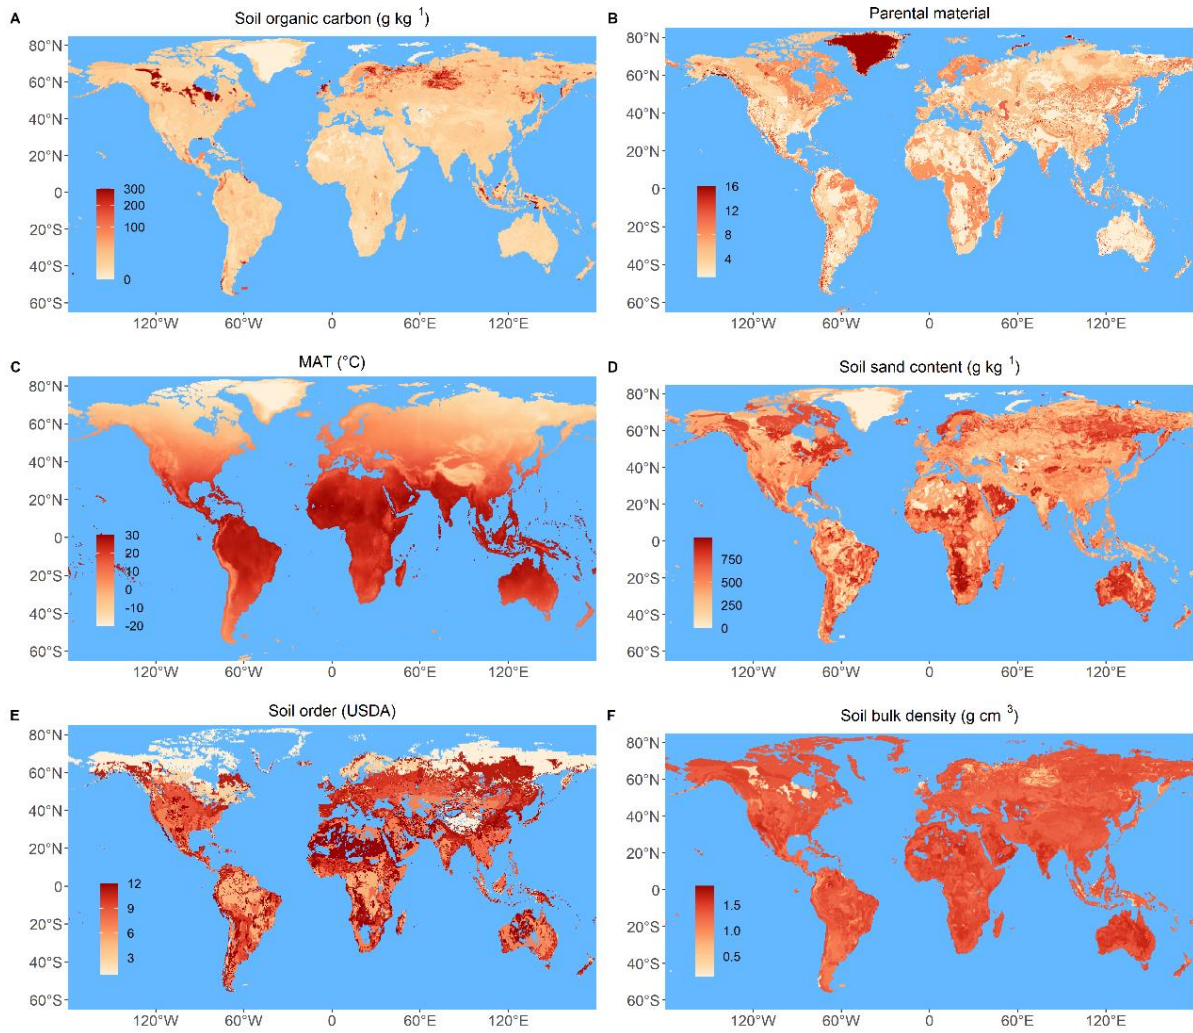 A Soil organic carbon (g kg 1)
80°N
60°N
40°N
20°N
0
20°S
40°S
60°S
300
200
100
0
120°W 60°W 0 60°E 120°E
B Parental material
80°N
60°N
40°N
20°N
0
20°S
40°S
60°S
16
12
8
4
120°W 60°W 0 60°E 120°E
C MAT (°C)
80°N
60°N
40°N
20°N
0
20°S
40°S
60°S
30
20
10
0
-10
-20
120°W 60°W 0 60°E 120°E
D Soil sand content (g kg 1)
80°N
60°N
40°N
20°N
0
20°S
40°S
60°S
750
500
250
0
120°W 60°W 0 60°E 120°E
E Soil order (USDA)
80°N
60°N
40°N
20°N
0
20°S
40°S
60°S
12
9
6
3
120°W 60°W 0 60°E 120°E
F Soil bulk density (g cm 3)
80°N
60°N
40°N
20°N
0
20°S
40°S
60°S
1.5
1.0
0.5
120°W 60°W 0 60°E 120°E